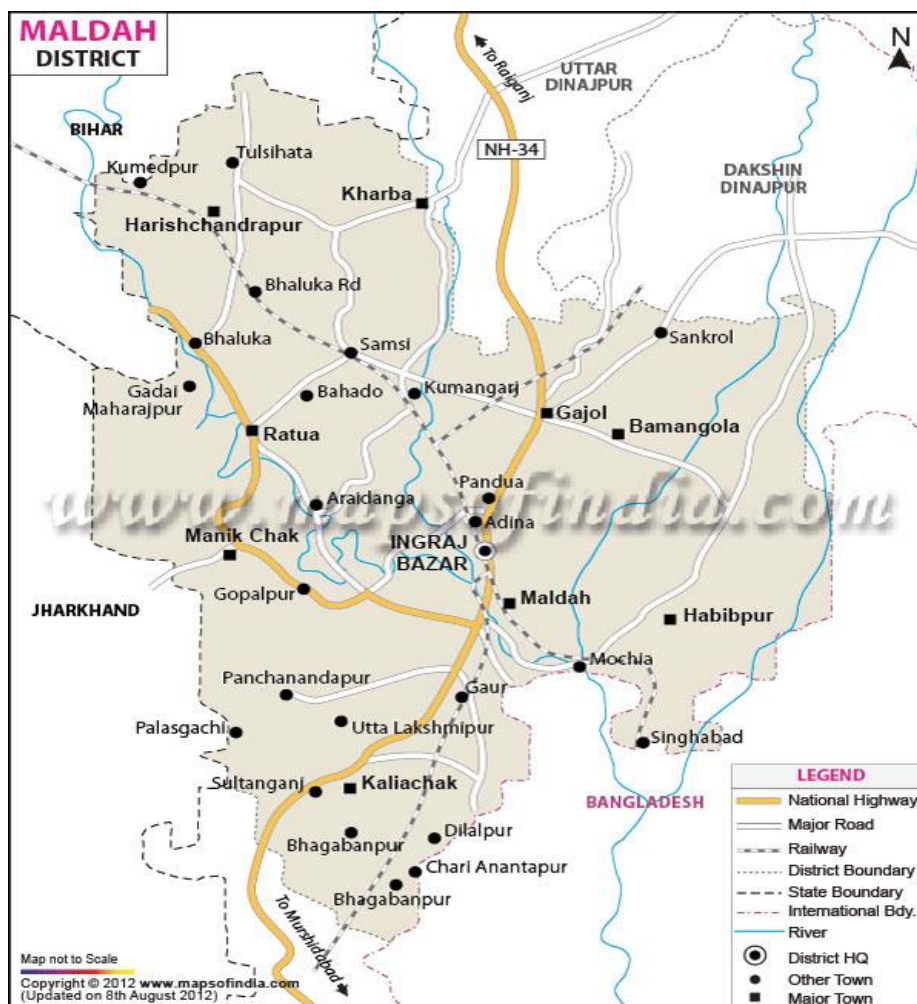 MALDAH
DISTRICT
N
To Raiganj
UTTAR
DINAJPUR
BIHAR
NH-34
Tulsihata
Kumedpur
DAKSHIN
DINAJPUR
Kharba
Harishchandrapur
Bhaluka Rd
Bhaluka
Samsi
Sankrol
Gadai
Maharajpur
Bahado
Kumanganj
Gajol
Bamangola
Ratua
Pandua
www.mapsofindia.com
Araidanga
Adina
Manik Chak
INGRAJ
BAZAR
Gopalpur
Maldah
JHARKHAND
Habibpur
Mochia
Panchanandapur
Gaur
Palasgachi
Utta Lakshmipur
Singhabad
Sultanganj
Kaliachak
BANGLADESH
Bhagabanpur
Dilalpur
Chari Anantapur
Bhagabanpur
To Murshidabad
LEGEND
National Highway
Major Road
Railway
District Boundary
State Boundary
International Bdy.
River
District HQ
Other Town
Major Town
Map not to Scale
Copyright © 2012 www.mapsofindia.com
(Updated on 8th August 2012)